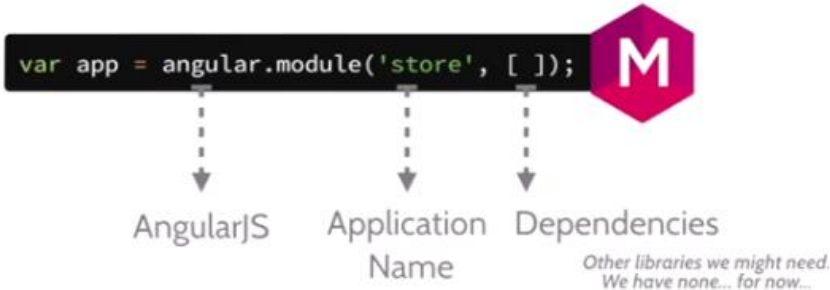 var app = angular.module('store', [ ]);
M
AngularJS
Application
Name
Dependencies
Other libraries we might need.
We have none... for now...